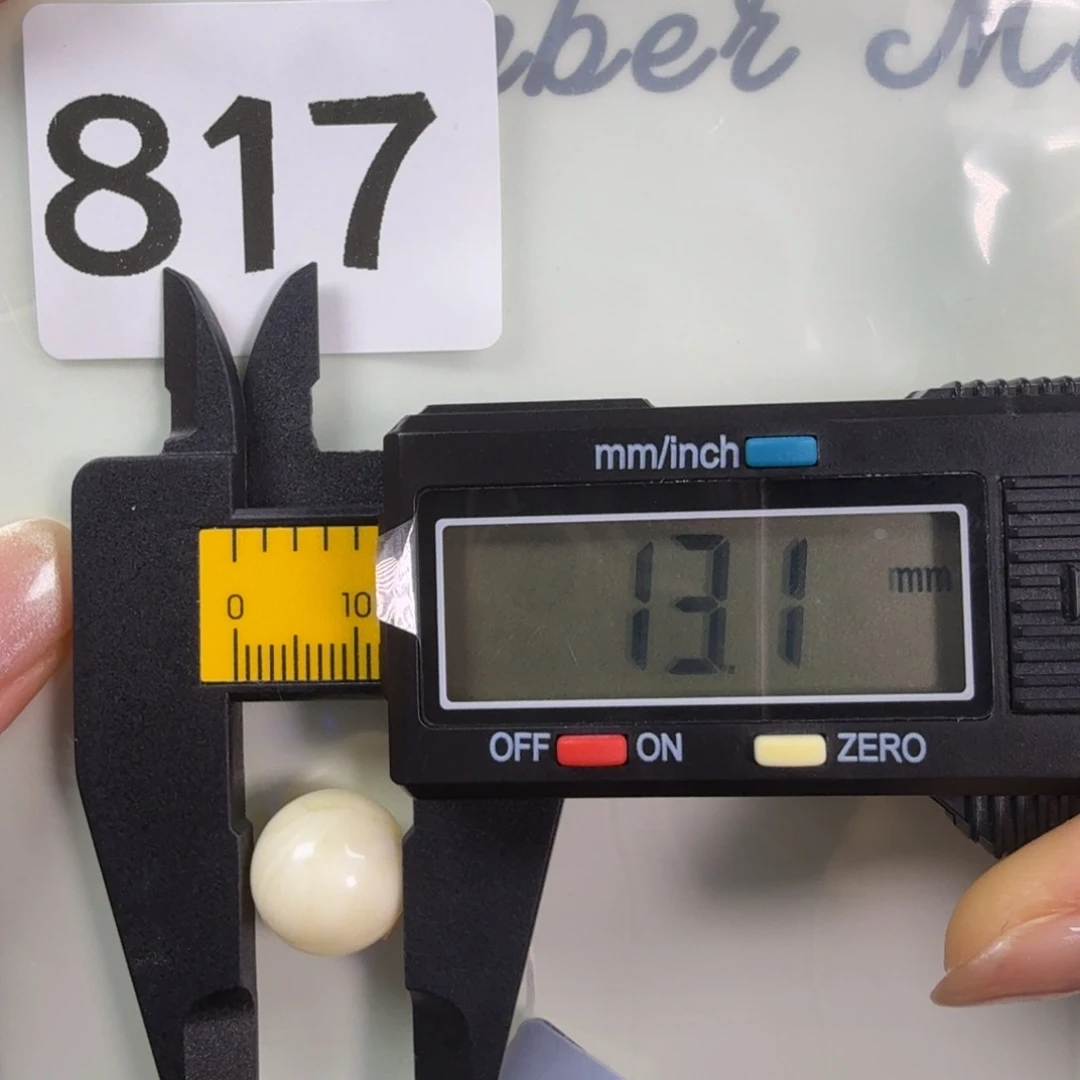 817
mm/inch
0 10
13.1 mm
OFF ON ZERO